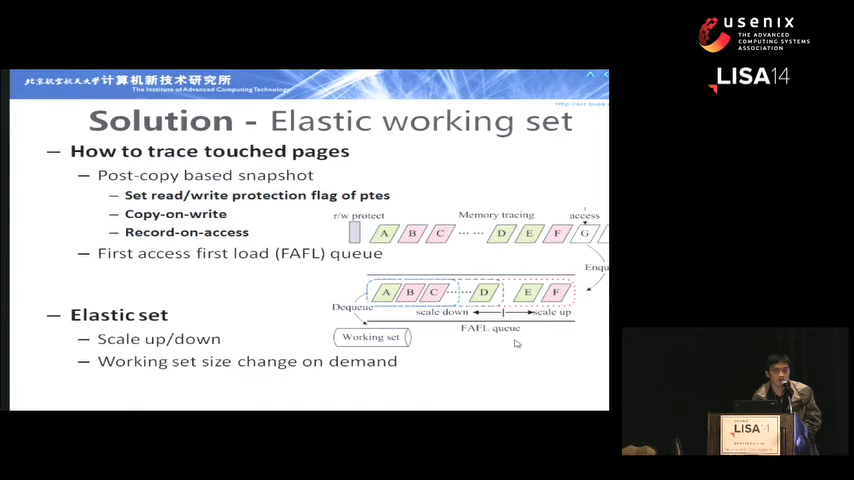 usenix
THE ADVANCED
COMPUTING SYSTEMS
ASSOCIATION
LISA14
北京航空航天大学计算机新技术研究所
The Institute of Advanced Computing Technology
Solution - Elastic working set
— How to trace touched pages
— Post-copy based snapshot
— Set read/write protection flag of ptes
— Copy-on-write
— Record-on-access
— First access first load (FAFL) queue
r/w protect
Memory tracing
access
A B C ... ... D E F G
Enqu
A B C ... ... D E F
Dequeue
scale down
scale up
FAFL queue
Working set
— Elastic set
— Scale up/down
— Working set size change on demand
usenix
LISA14